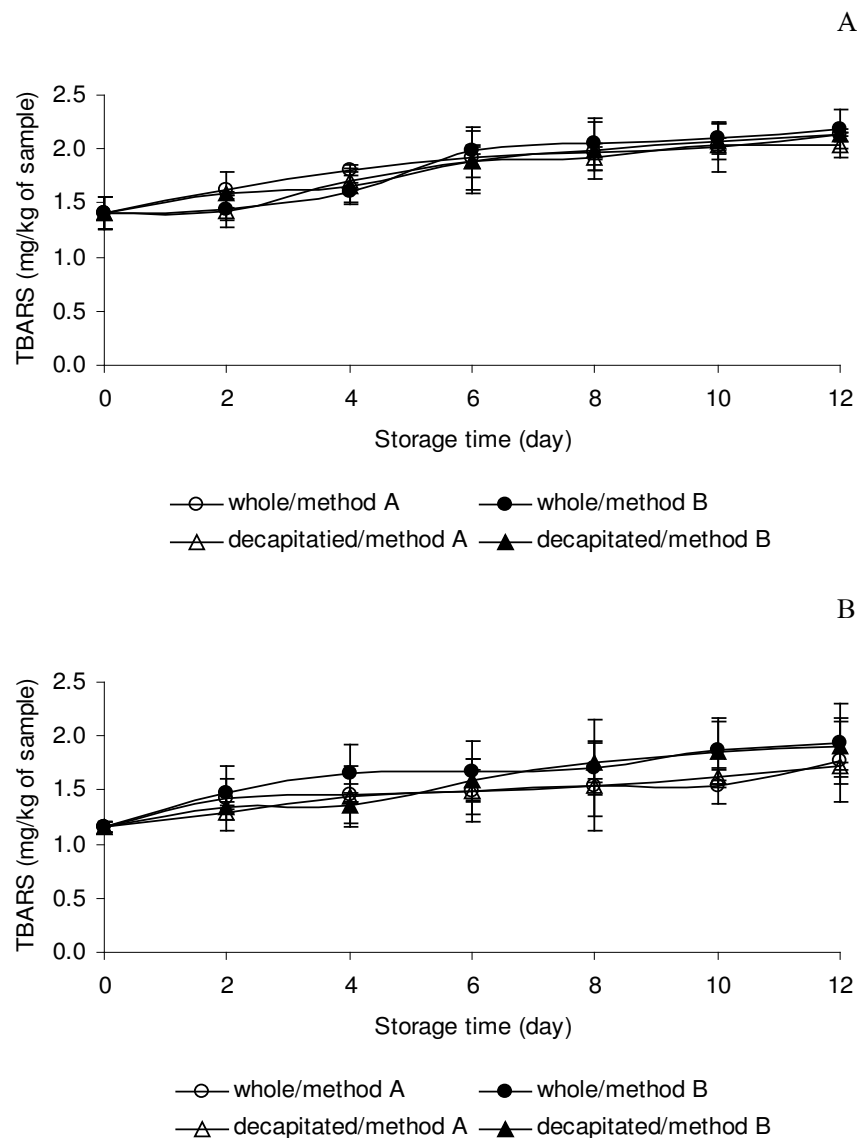 A
TBARS (mg/kg of sample)
2.5
2.0
1.5
1.0
0.5
0.0
0 2 4 6 8 10 12
Storage time (day)
whole/method A whole/method B
decapitatied/method A decapitated/method B
B
TBARS (mg/kg of sample)
2.5
2.0
1.5
1.0
0.5
0.0
0 2 4 6 8 10 12
Storage time (day)
whole/method A whole/method B
decapitated/method A decapitated/method B